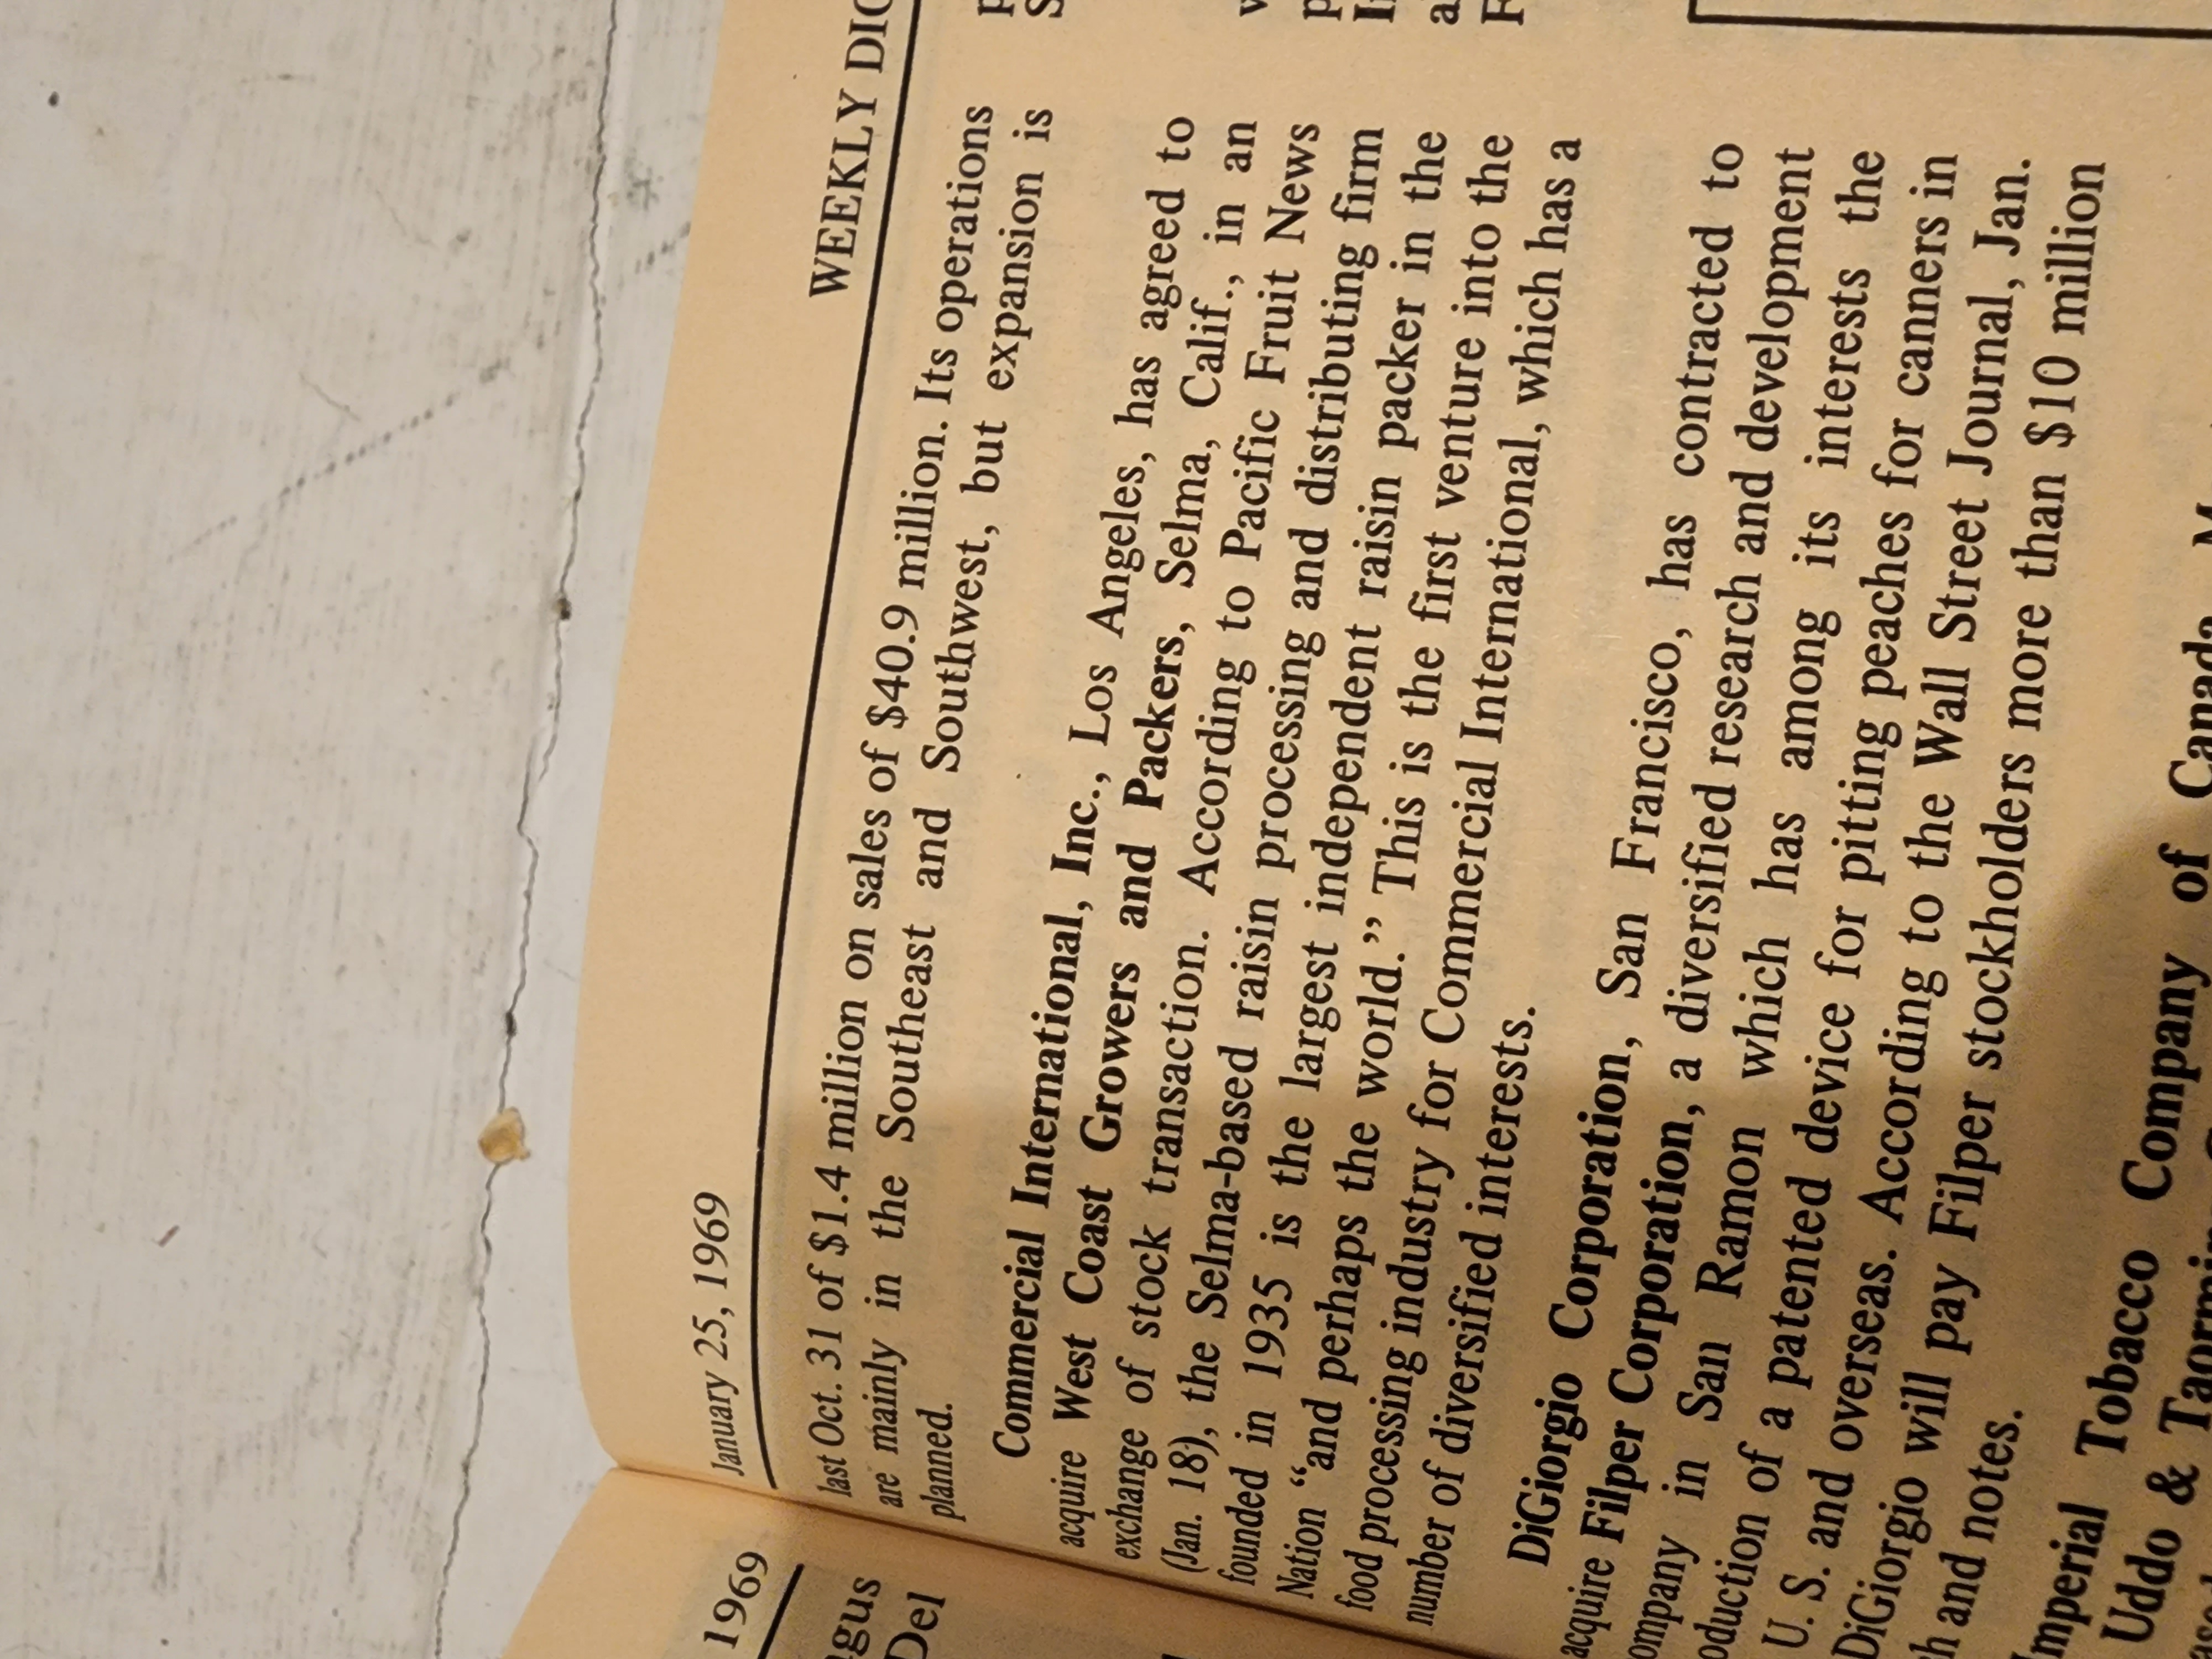 1969
Del
January 25, 1969
WEEKLY
last Oct. 31 of $1.4 million on sales of $40.9 million. Its operations
are mainly in the Southeast and Southwest, but expansion is
planned.
Commercial International, Inc., Los Angeles, has agreed to
acquire West Coast Growers and Packers, Selma, Calif., in an
exchange of stock transaction. According to Pacific Fruit News
(Jan. 18), the Selma-based raisin processing and distributing firm
founded in 1935 is the largest independent raisin packer in the
Nation “and perhaps the world.” This is the first venture into the
food processing industry for Commercial International, which has a
number of diversified interests.
DiGiorgio Corporation, San Francisco, has contracted to
acquire Filper Corporation, a diversified research and development
ompany in San Ramon which has among its interests the
oduction of a patented device for pitting peaches for canners in
U. S. and overseas. According to the Wall Street Journal, Jan.
DiGiorgio will pay Filper stockholders more than $10 million
h and notes.
Imperial Tobacco Company of Canada
Uddo &